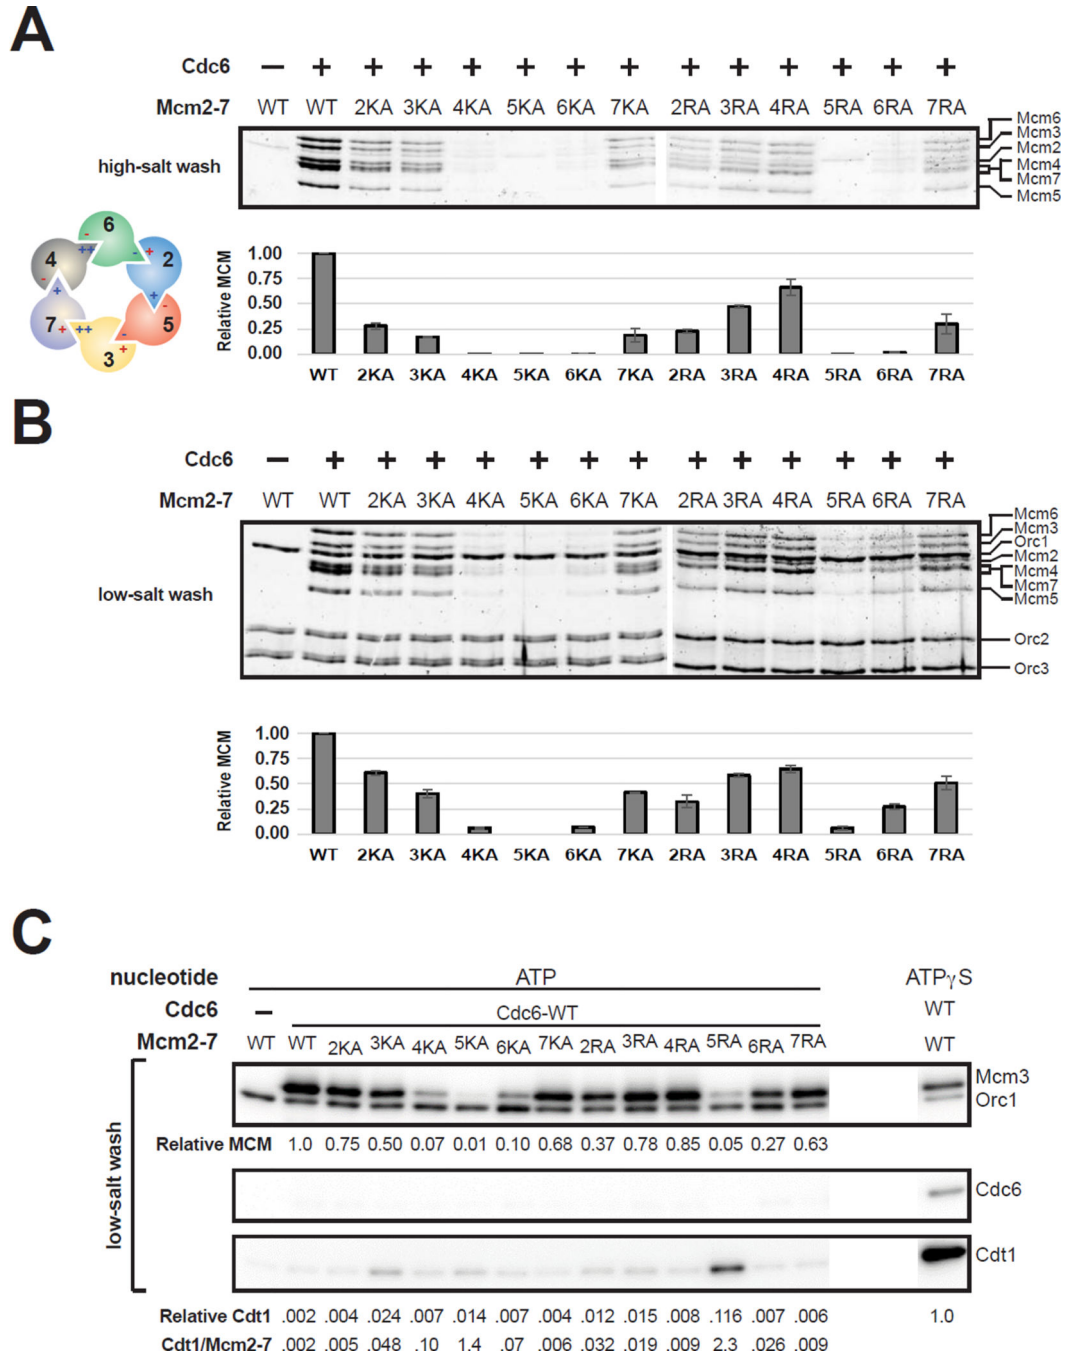 A
Cdc6 − + + + + + + + + + + + + +
Mcm2-7 WT WT 2KA 3KA 4KA 5KA 6KA 7KA 2RA 3RA 4RA 5RA 6RA 7RA
high-salt wash
Mcm6
Mcm3
Mcm2
Mcm4
Mcm7
Mcm5
6
- ++ - +
4 2
- + + -
7 + ++ - 5
3 +
Relative MCM
1.00
0.75
0.50
0.25
0.00
WT 2KA 3KA 4KA 5KA 6KA 7KA 2RA 3RA 4RA 5RA 6RA 7RA
B
Cdc6 − + + + + + + + + + + + + +
Mcm2-7 WT WT 2KA 3KA 4KA 5KA 6KA 7KA 2RA 3RA 4RA 5RA 6RA 7RA
low-salt wash
Mcm6
Mcm3
Orc1
Mcm2
Mcm4
Mcm7
Mcm5
Orc2
Orc3
Relative MCM
1.00
0.75
0.50
0.25
0.00
WT 2KA 3KA 4KA 5KA 6KA 7KA 2RA 3RA 4RA 5RA 6RA 7RA
C
nucleotide ATP ATPγS
Cdc6 − Cdc6-WT WT
Mcm2-7 WT WT 2KA 3KA 4KA 5KA 6KA 7KA 2RA 3RA 4RA 5RA 6RA 7RA WT
low-salt wash
Mcm3
Orc1
Relative MCM 1.0 0.75 0.50 0.07 0.01 0.10 0.68 0.37 0.78 0.85 0.05 0.27 0.63
Cdc6
Cdt1
Relative Cdt1 .002 .004 .024 .007 .014 .007 .004 .012 .015 .008 .116 .007 .006 1.0
Cdt1/Mcm2-7 .002 .005 .048 .10 1.4 .07 .006 .032 .019 .009 2.3 .026 .009